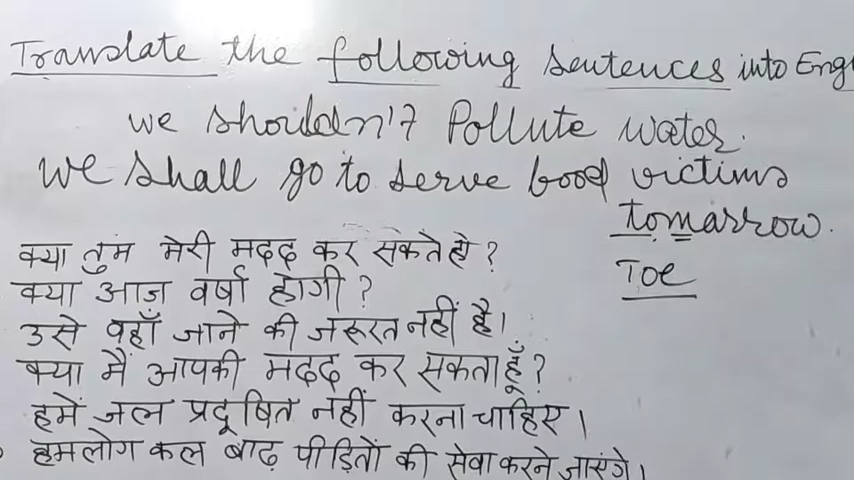 Translate the following sentences into Eng
we shouldn't Pollute water.
we shall go to serve flood victims
tomarrow.
Toe
क्या तुम मेरी मदद कर सकते हो?
क्या आज वर्षा होगी?
उसे वहाँ जाने की जरूरत नहीं है।
क्या मैं आपकी मदद कर सकता हूँ?
हमें जल प्रदूषित नहीं करना चाहिए।
हमलोग कल बाढ़ पीड़ितों की सेवा करने जाएंगे।